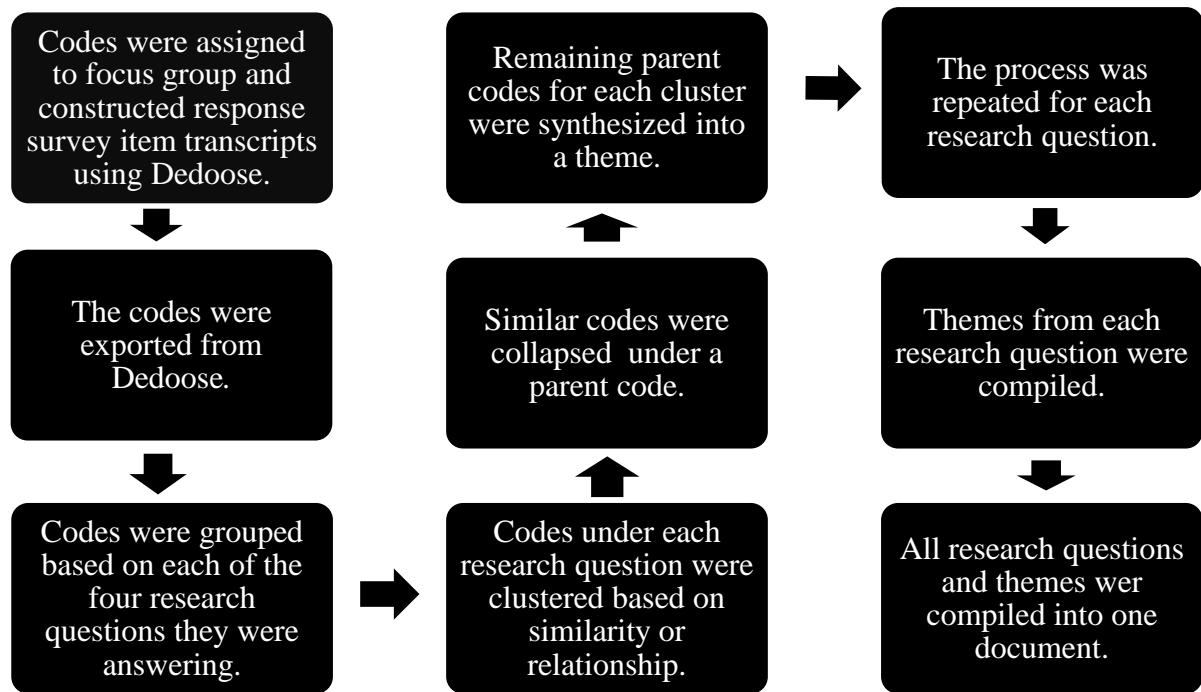 Codes were assigned
to focus group and
constructed response
survey item transcripts
using Dedoose.
The codes were
exported from
Dedoose.
Codes were grouped
based on each of the
four research
questions they were
answering.
Codes under each
research question were
clustered based on
similarity or
relationship.
Similar codes were
collapsed  under a
parent code.
Remaining parent
codes for each cluster
were synthesized into
a theme.
The process was
repeated for each
research question.
Themes from each
research question were
compiled.
All research questions
and themes wer
compiled into one
document.